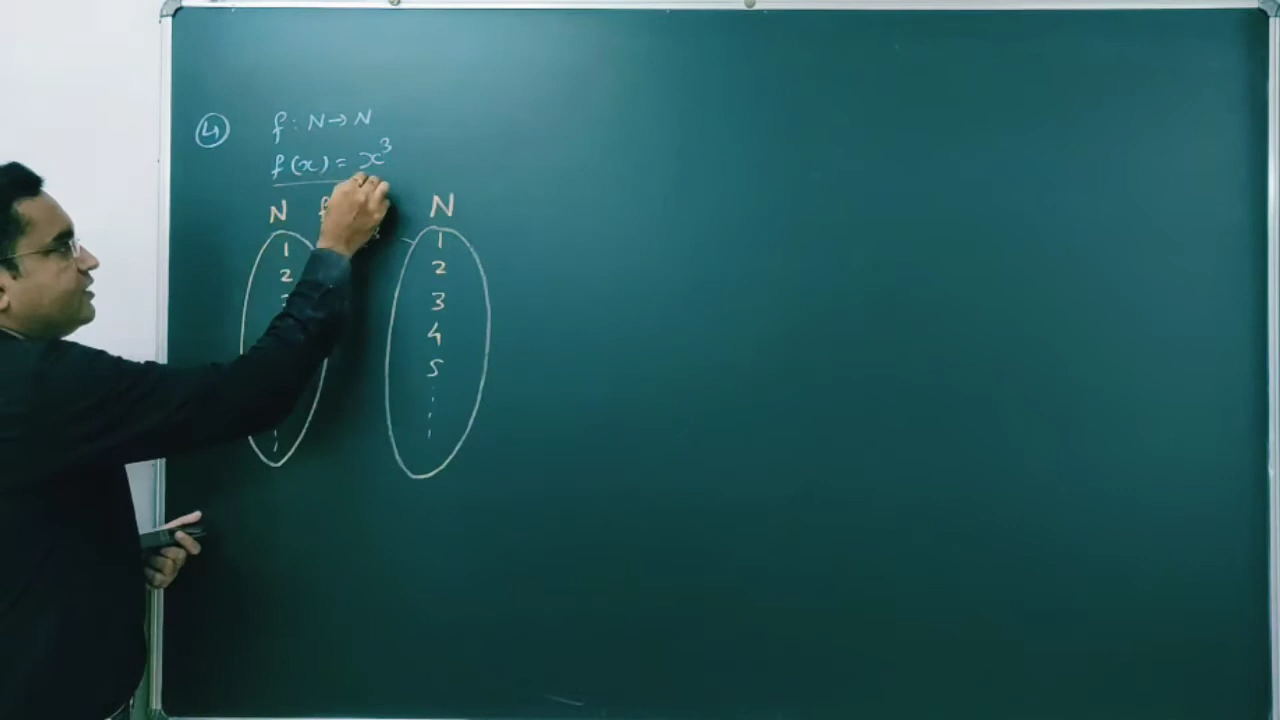 4 f : N → N
f(x) = x³
N f N
1 1
2 2
3
4
5